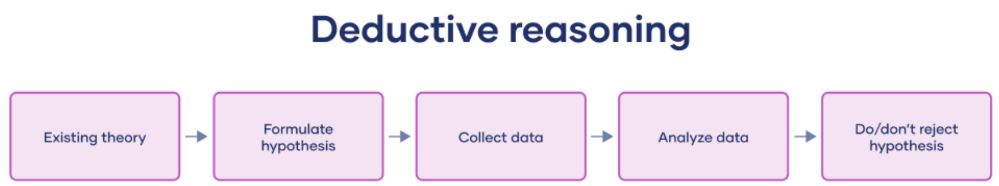 Deductive reasoning
Existing theory
Formulate
hypothesis
Collect data
Analyze data
Do/don't reject
hypothesis